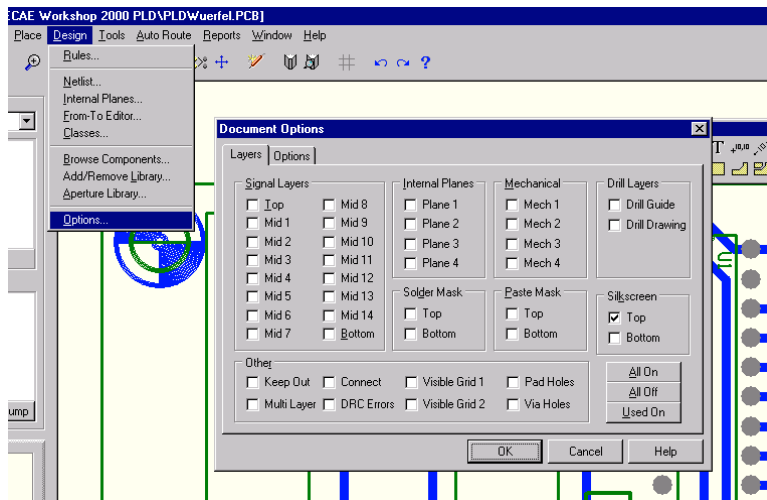 ECAE Workshop 2000 PLD\PLDWuerfel.PCB]
Place Design Tools Auto Route Reports Window Help
Rules...
Netlist...
Internal Planes...
From-To Editor...
Classes...
Browse Components...
Add/Remove Library...
Aperture Library...
Options...
Document Options
Layers Options
Signal Layers
Top Mid 8
Mid 1 Mid 9
Mid 2 Mid 10
Mid 3 Mid 11
Mid 4 Mid 12
Mid 5 Mid 13
Mid 6 Mid 14
Mid 7 Bottom
Internal Planes
Plane 1
Plane 2
Plane 3
Plane 4
Mechanical
Mech 1
Mech 2
Mech 3
Mech 4
Drill Layers
Drill Guide
Drill Drawing
Solder Mask
Top
Bottom
Paste Mask
Top
Bottom
Silkscreen
Top
Bottom
Other
Keep Out Connect Visible Grid 1 Pad Holes
Multi Layer DRC Errors Visible Grid 2 Via Holes
All On
All Off
Used On
OK Cancel Help
ump
T +10,10
U